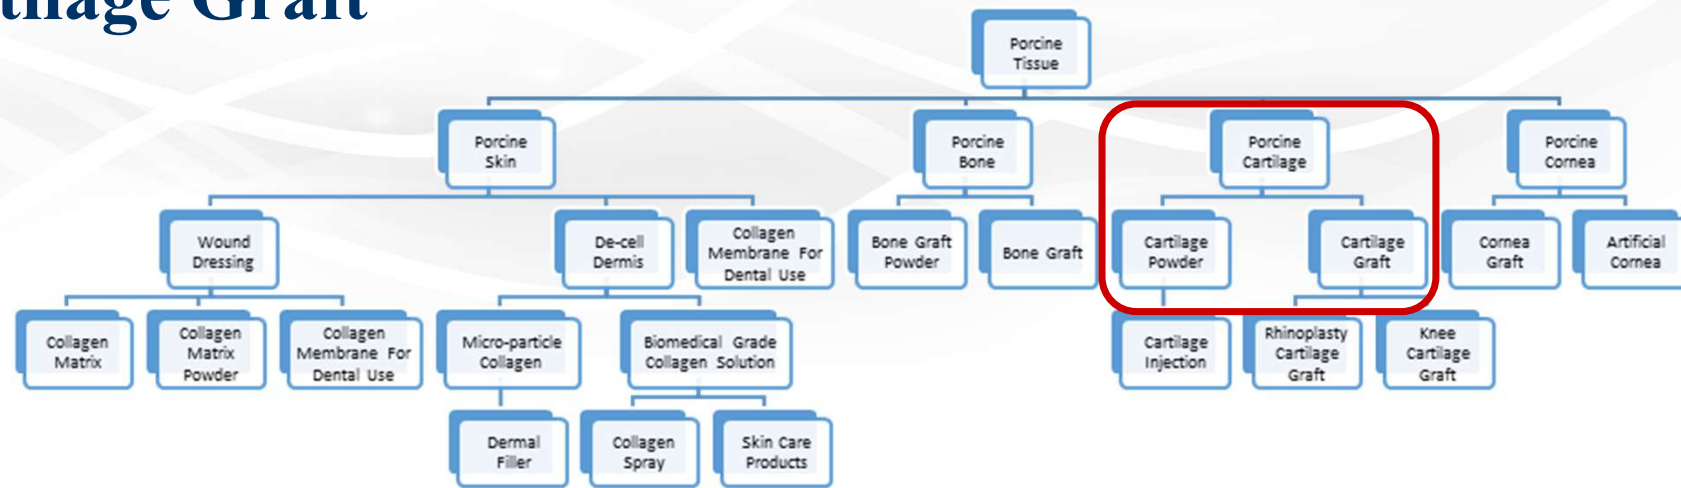 tilage Graft
Porcine
Tissue
Porcine
Skin
Porcine
Bone
Porcine
Cartilage
Porcine
Cornea
Wound
Dressing
De-cell
Dermis
Collagen
Membrane For
Dental Use
Bone Graft
Powder
Bone Graft
Cartilage
Powder
Cartilage
Graft
Cornea
Graft
Artificial
Cornea
Collagen
Matrix
Collagen
Matrix
Powder
Collagen
Membrane For
Dental Use
Micro-particle
Collagen
Biomedical Grade
Collagen Solution
Cartilage
Injection
Rhinoplasty
Cartilage
Graft
Knee
Cartilage
Graft
Dermal
Filler
Collagen
Spray
Skin Care
Products